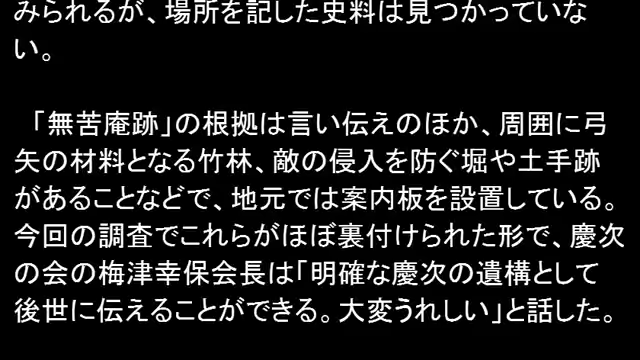 みられるが、場所を記した史料は見つかっていな
い。
「無苦庵跡」の根拠は言い伝えのほか、周囲に弓
矢の材料となる竹林、敵の侵入を防ぐ堀や土手跡
があることなどで、地元では案内板を設置している。
今回の調査でこれらがほぼ裏付けられた形で、慶次
の会の梅津幸保会長は「明確な慶次の遺構として
後世に伝えることができる。大変うれしい」と話した。